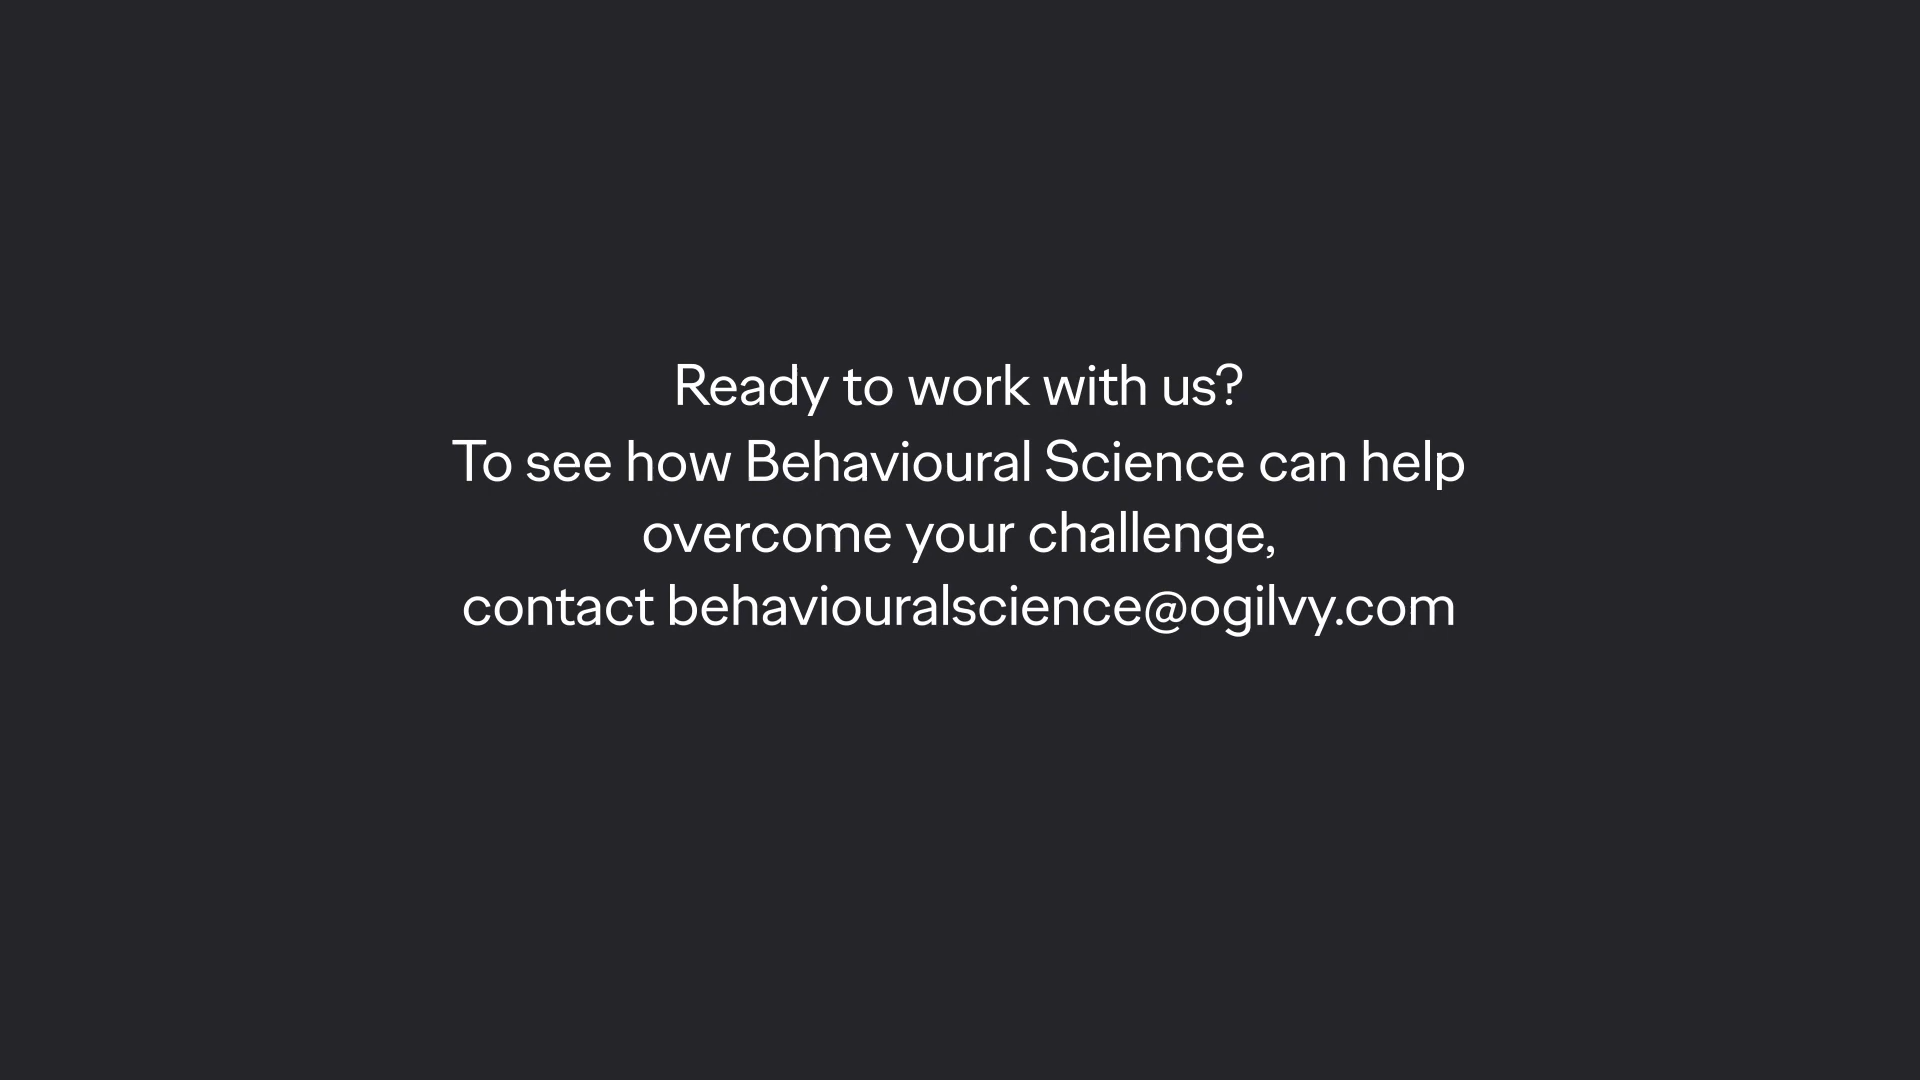 Ready to work with us?
To see how Behavioural Science can help
overcome your challenge,
contact behaviouralscience@ogilvy.com